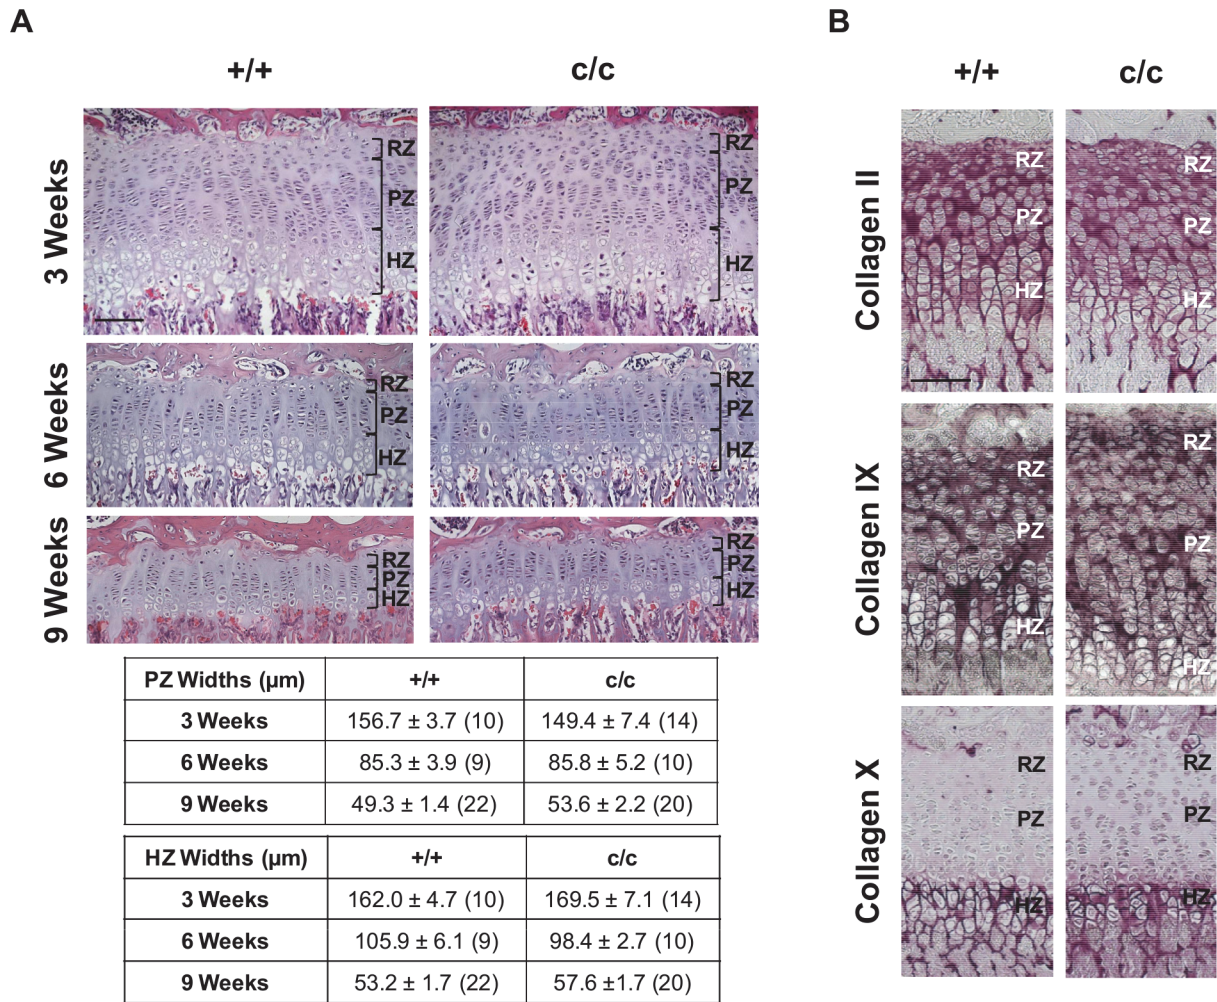 A
+/+ c/c
3 Weeks
RZ RZ
PZ PZ
HZ HZ
6 Weeks
RZ RZ
PZ PZ
HZ HZ
9 Weeks
RZ RZ
PZ PZ
HZ HZ
PZ Widths (µm) +/+ c/c
3 Weeks 156.7 ± 3.7 (10) 149.4 ± 7.4 (14)
6 Weeks 85.3 ± 3.9 (9) 85.8 ± 5.2 (10)
9 Weeks 49.3 ± 1.4 (22) 53.6 ± 2.2 (20)
HZ Widths (µm) +/+ c/c
3 Weeks 162.0 ± 4.7 (10) 169.5 ± 7.1 (14)
6 Weeks 105.9 ± 6.1 (9) 98.4 ± 2.7 (10)
9 Weeks 53.2 ± 1.7 (22) 57.6 ±1.7 (20)
B
+/+ c/c
Collagen II
RZ RZ
PZ PZ
HZ HZ
Collagen IX
RZ RZ
PZ PZ
HZ HZ
Collagen X
RZ RZ
PZ PZ
HZ HZ